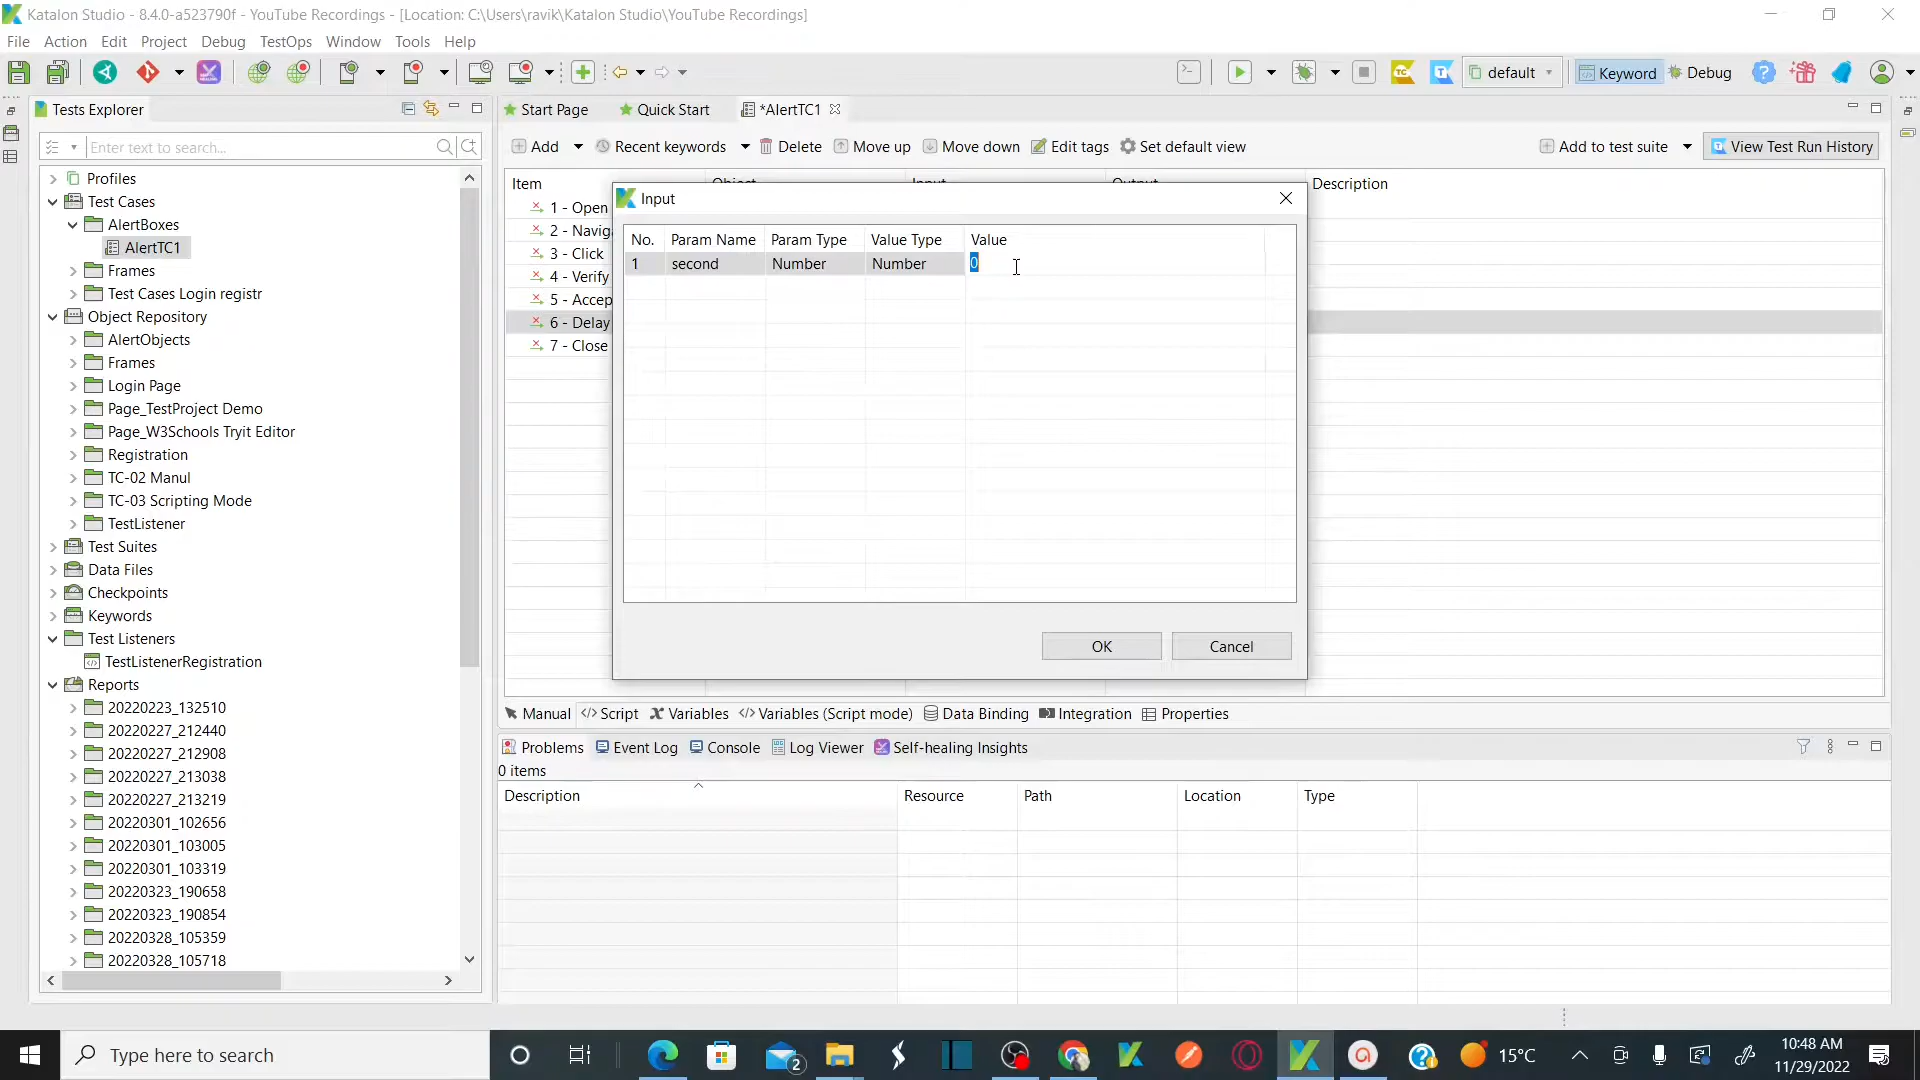 Katalon Studio - 8.4.0-a523790f - YouTube Recordings - [Location: C:\Users\ravik\Katalon Studio\YouTube Recordings]
File Action Edit Project Debug TestOps Window Tools Help
default Keyword Debug
Tests Explorer
Start Page Quick Start *AlertTC1
Enter text to search...
Add Recent keywords Delete Move up Move down Edit tags Set default view Add to test suite View Test Run History
Item Description
Profiles
Test Cases
AlertBoxes
AlertTC1
Frames
Test Cases Login registr
Object Repository
AlertObjects
Frames
Login Page
Page_TestProject Demo
Page_W3Schools Tryit Editor
Registration
TC-02 Manul
TC-03 Scripting Mode
TestListener
Test Suites
Data Files
Checkpoints
Keywords
Test Listeners
TestListenerRegistration
Reports
20220223_132510
20220227_212440
20220227_212908
20220227_213038
20220227_213219
20220301_102656
20220301_103005
20220301_103319
20220323_190658
20220323_190854
20220328_105359
20220328_105718
1 - Open
2 - Navig
3 - Click
4 - Verify
5 - Accep
6 - Delay
7 - Close
Input
No. Param Name Param Type Value Type Value
1 second Number Number 0
OK Cancel
Manual Script Variables Variables (Script mode) Data Binding Integration Properties
Problems Event Log Console Log Viewer Self-healing Insights
0 items
Description Resource Path Location Type
Type here to search
2
15°C
10:48 AM
11/29/2022